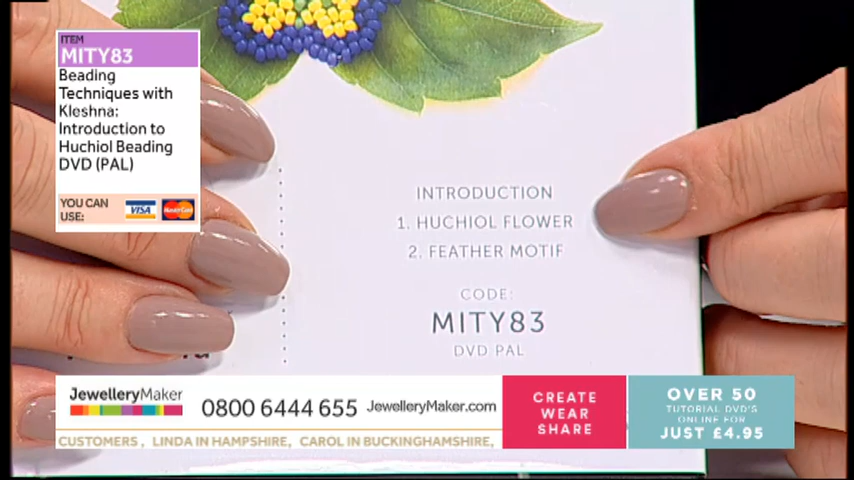 ITEM
MITY83
Beading
Techniques with
Kleshna:
Introduction to
Huchiol Beading
DVD (PAL)
YOU CAN
USE:
VISA
MasterCard
INTRODUCTION
1. HUCHIOL FLOWER
2. FEATHER MOTIF
CODE:
MITY83
DVD PAL
JewelleryMaker
0800 6444 655
JewelleryMaker.com
CREATE
WEAR
SHARE
OVER 50
TUTORIAL DVD'S
ONLINE FOR
JUST £4.95
CUSTOMERS , LINDA IN HAMPSHIRE, CAROL IN BUCKINGHAMSHIRE,